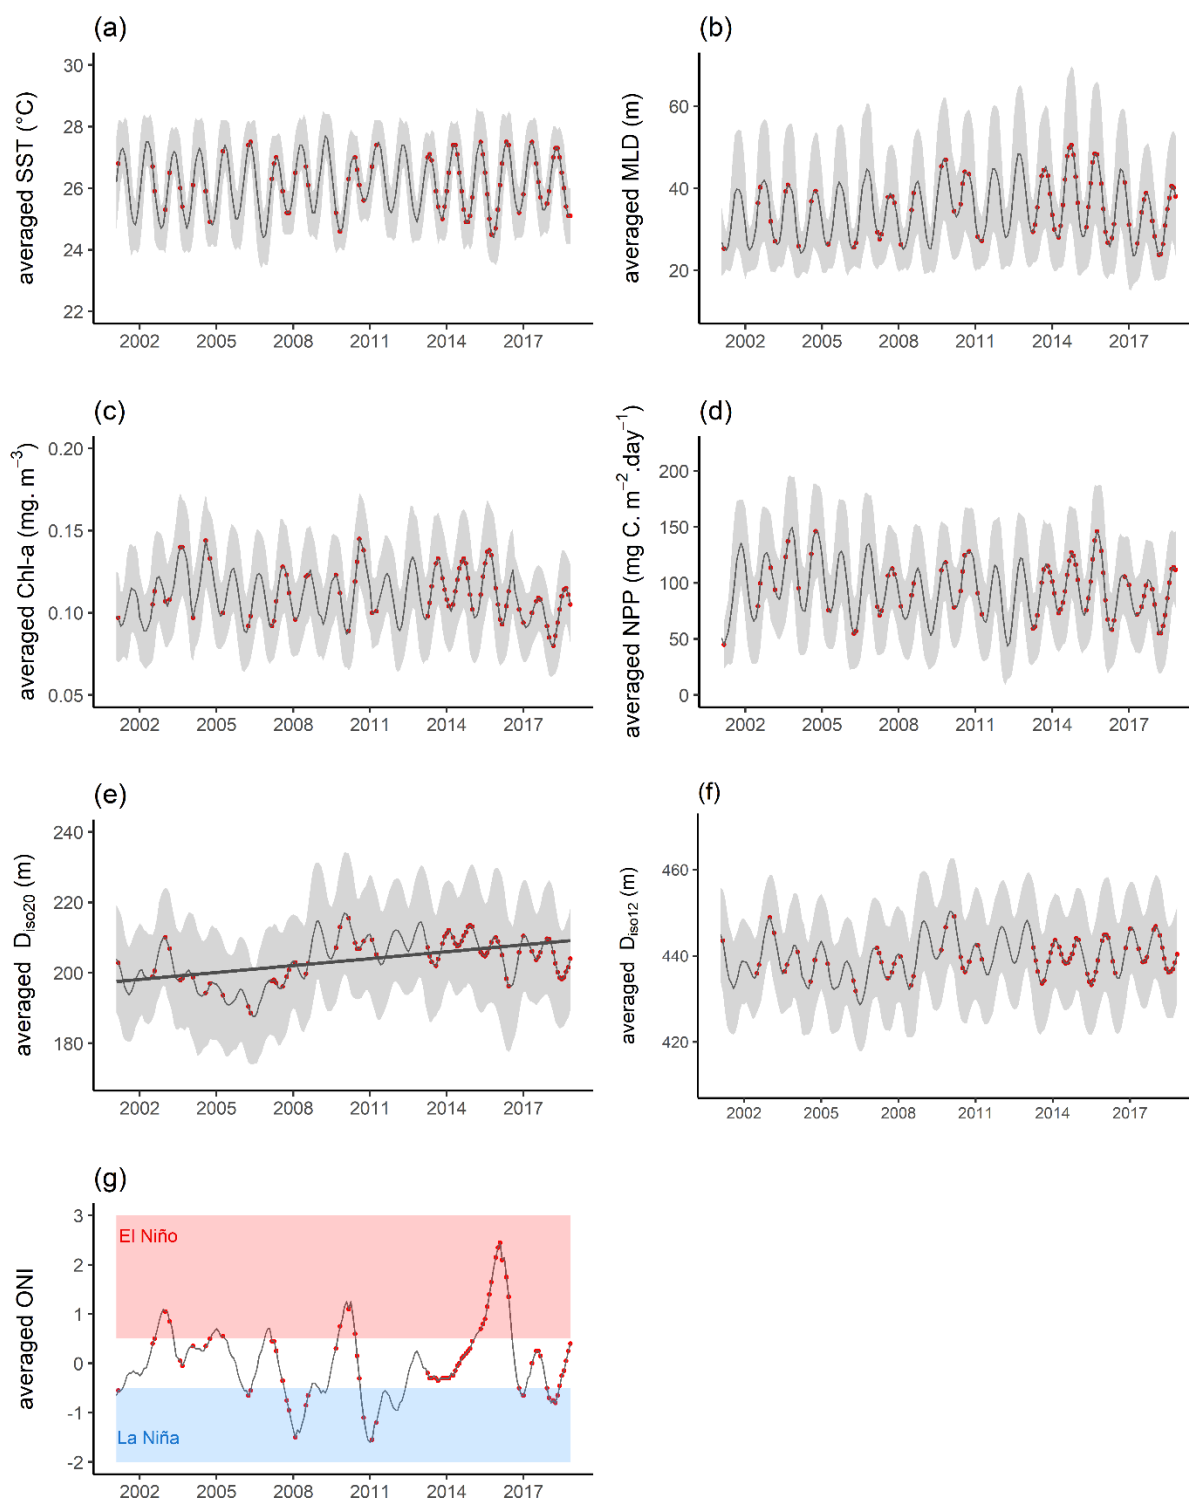 (a)
averaged SST (°C)
30
28
26
24
22
2002 2005 2008 2011 2014 2017
(b)
averaged MLD (m)
60
40
20
2002 2005 2008 2011 2014 2017
(c)
averaged Chl-a (mg. m⁻³)
0.20
0.15
0.10
0.05
2002 2005 2008 2011 2014 2017
(d)
averaged NPP (mg C. m⁻².day⁻¹)
200
150
100
50
0
2002 2005 2008 2011 2014 2017
(e)
averaged Diso20 (m)
240
220
200
180
2002 2005 2008 2011 2014 2017
(f)
averaged Diso12 (m)
460
440
420
2002 2005 2008 2011 2014 2017
(g)
averaged ONI
3
2
1
0
-1
-2
El Niño
La Niña
2002 2005 2008 2011 2014 2017